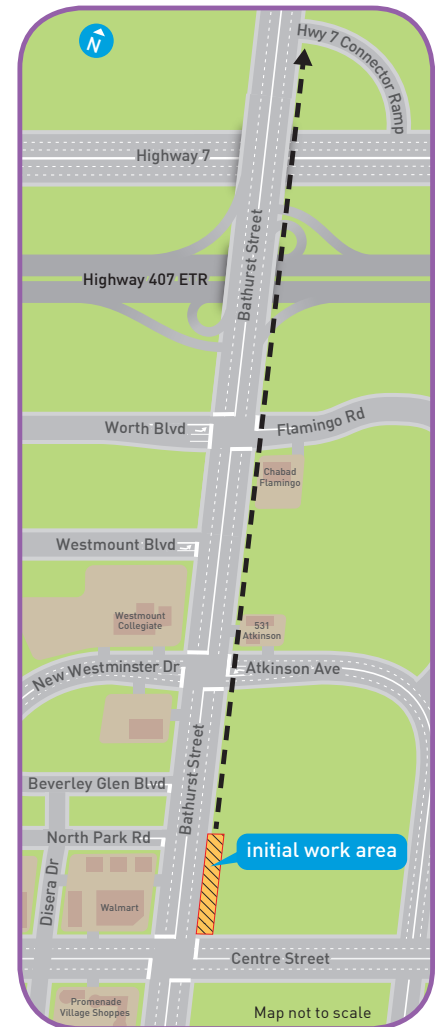 N
Hwy 7 Connector Ramp
Highway 7
Bathurst Street
Highway 407 ETR
Worth Blvd
Flamingo Rd
Chabad
Flamingo
Westmount Blvd
Westmount
Collegiate
531
Atkinson
New Westminster Dr
Atkinson Ave
Bathurst Street
Beverley Glen Blvd
North Park Rd
initial work area
Disera Dr
Walmart
Centre Street
Promenade
Village Shoppes
Map not to scale